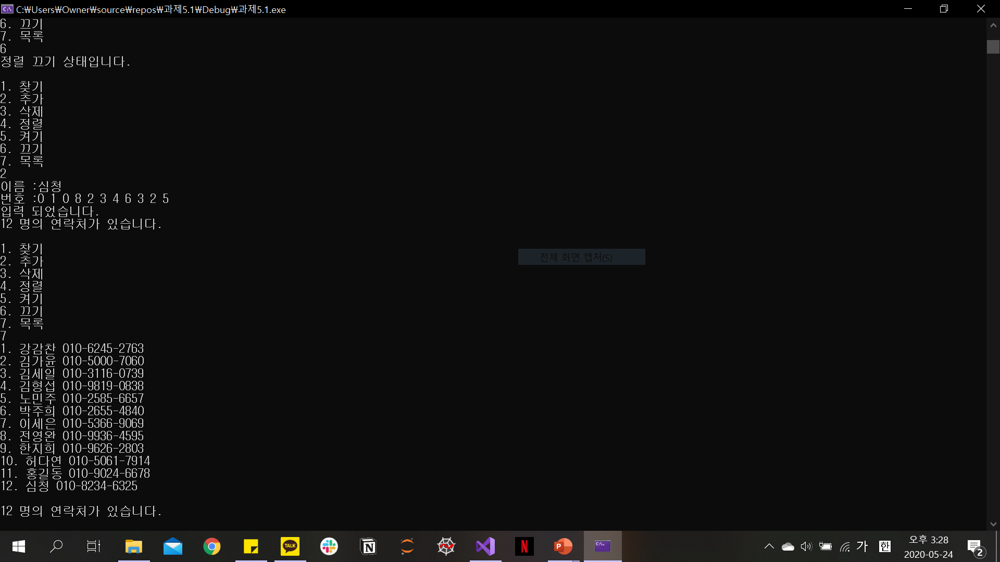 C:\Users\Owner\source\repos\과제5.1\Debug\과제5.1.exe
6. 끄기
7. 목록
6
정렬 끄기 상태입니다.
1. 찾기
2. 추가
3. 삭제
4. 정렬
5. 켜기
6. 끄기
7. 목록
2
이름 :심청
번호 :0 1 0 8 2 3 4 6 3 2 5
입력 되었습니다.
12 명의 연락처가 있습니다.
1. 찾기
2. 추가
3. 삭제
4. 정렬
5. 켜기
6. 끄기
7. 목록
7
1. 강감찬 010-6245-2763
2. 김가윤 010-5000-7060
3. 김세일 010-3116-0739
4. 김형섭 010-9819-0838
5. 노민주 010-2585-6657
6. 박주희 010-2655-4840
7. 이세은 010-5366-9069
8. 전영완 010-9936-4595
9. 한지희 010-9626-2803
10. 허다연 010-5061-7914
11. 홍길동 010-9024-6678
12. 심청 010-8234-6325
12 명의 연락처가 있습니다.
전체 화면 캡처(S)
TALK
가 한
오후 3:28
2020-05-24
2